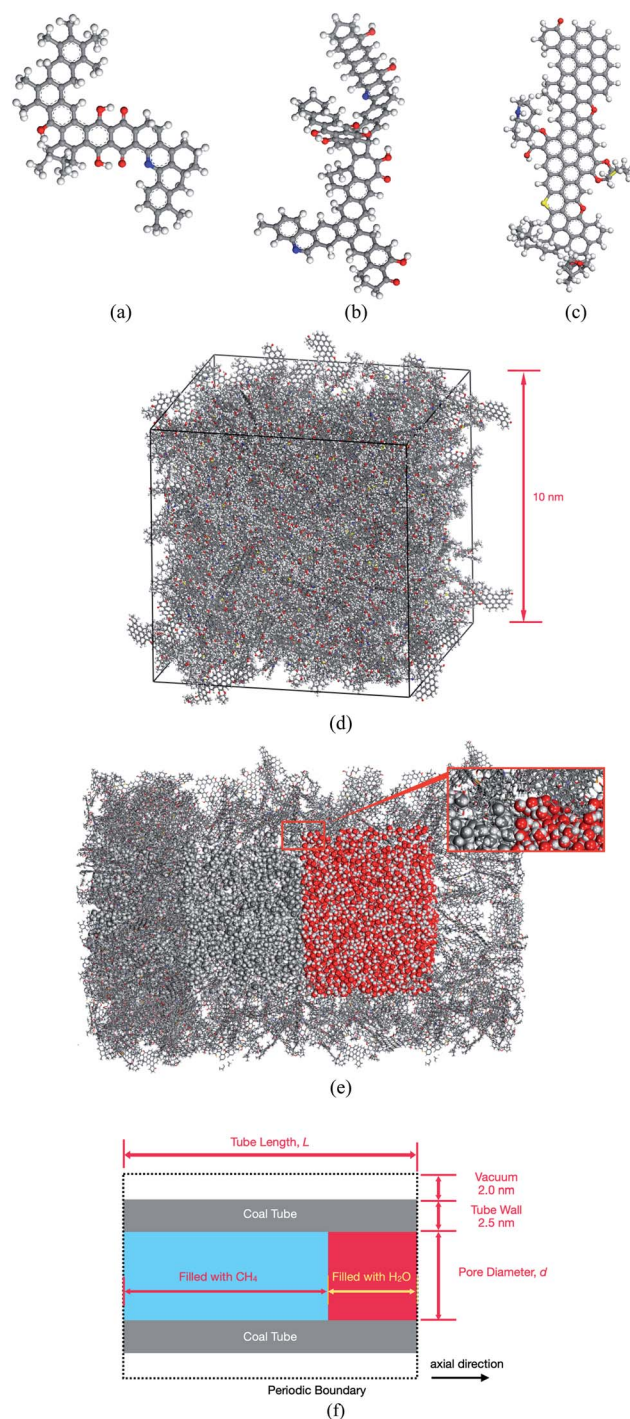 (a)
(b)
(c)
10 nm
(d)
(e)
Tube Length, L
Vacuum
2.0 nm
Coal Tube
Tube Wall
2.5 nm
Filled with CH₄
Filled with H₂O
Pore Diameter, d
Coal Tube
axial direction
Periodic Boundary
(f)